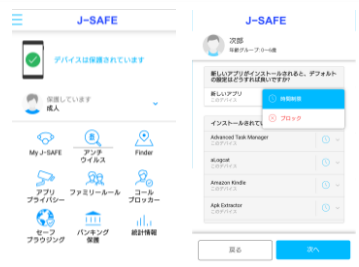 J-SAFE
デバイスは保護されています
保護しています
成人
My J-SAFE
アンチ
ウイルス
Finder
アプリ
プライバシー
ファミリールール
コール
ブロッカー
セーフ
ブラウジング
バンキング
保護
統計情報
J-SAFE
次郎
年齢グループ: 0-6歳
新しいアプリがインストールされると、デフォルト
の設定はどうすれば良いですか?
新しいアプリ
このデバイス
時間制限
ブロック
インストールされてい
Advanced Task Manager
このデバイス
aLogcat
このデバイス
Amazon Kindle
このデバイス
Apk Extractor
このデバイス
戻る
次へ